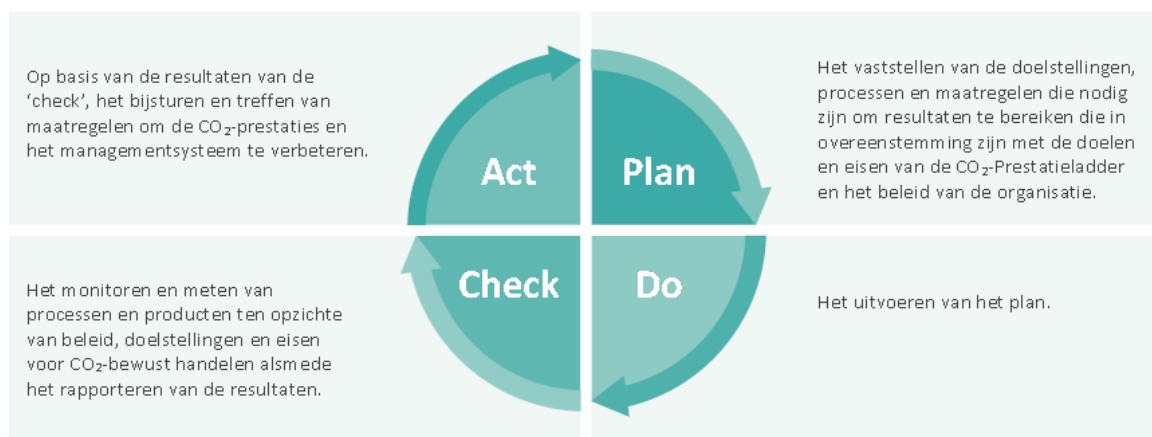 Op basis van de resultaten van de
‘check’, het bijsturen en treffen van
maatregelen om de CO₂-prestaties en
het managementsysteem te verbeteren.
Act
Plan
Het vaststellen van de doelstellingen,
processen en maatregelen die nodig
zijn om resultaten te bereiken die in
overeenstemming zijn met de doelen
en eisen van de CO₂-Prestatieladder
en het beleid van de organisatie.
Het monitoren en meten van
processen en producten ten opzichte
van beleid, doelstellingen en eisen
voor CO₂-bewust handelen alsmede
het rapporteren van de resultaten.
Check
Do
Het uitvoeren van het plan.